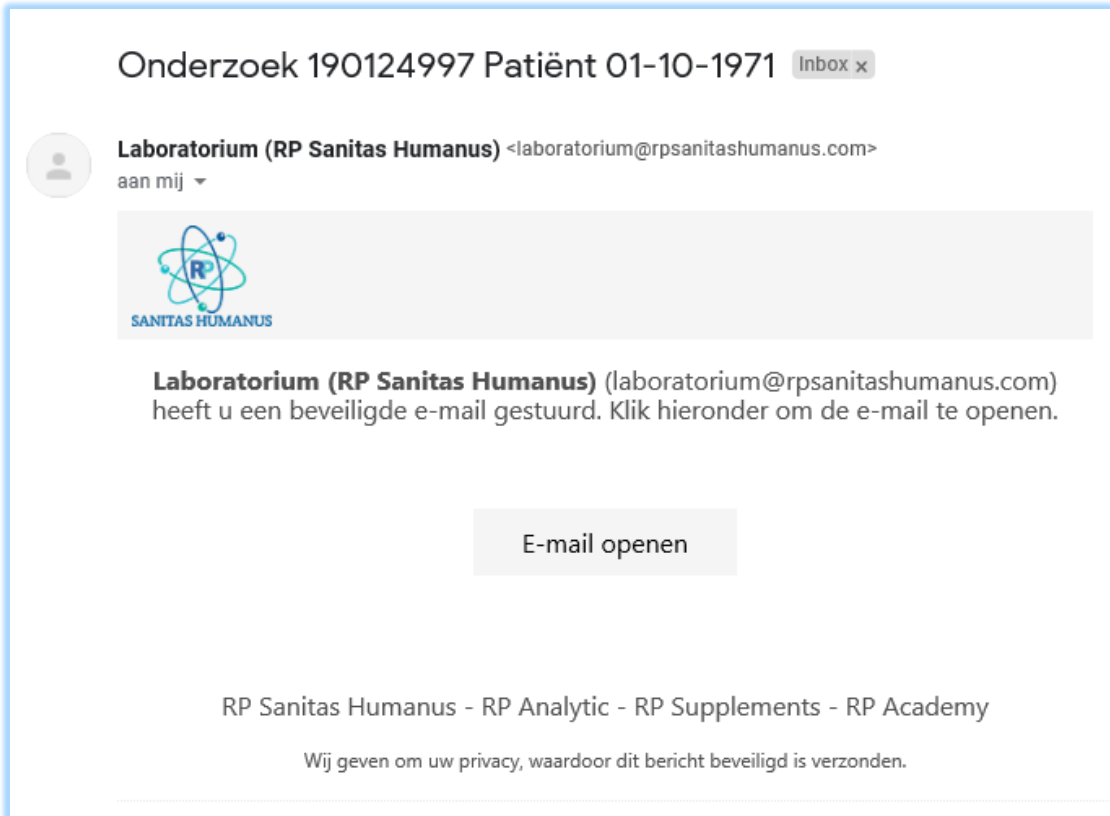 Onderzoek 190124997 Patiënt 01-10-1971 Inbox x
Laboratorium (RP Sanitas Humanus) <laboratorium@rpsanitashumanus.com>
aan mij
RP
SANITAS HUMANUS
Laboratorium (RP Sanitas Humanus) (laboratorium@rpsanitashumanus.com)
heeft u een beveiligde e-mail gestuurd. Klik hieronder om de e-mail te openen.
E-mail openen
RP Sanitas Humanus - RP Analytic - RP Supplements - RP Academy
Wij geven om uw privacy, waardoor dit bericht beveiligd is verzonden.